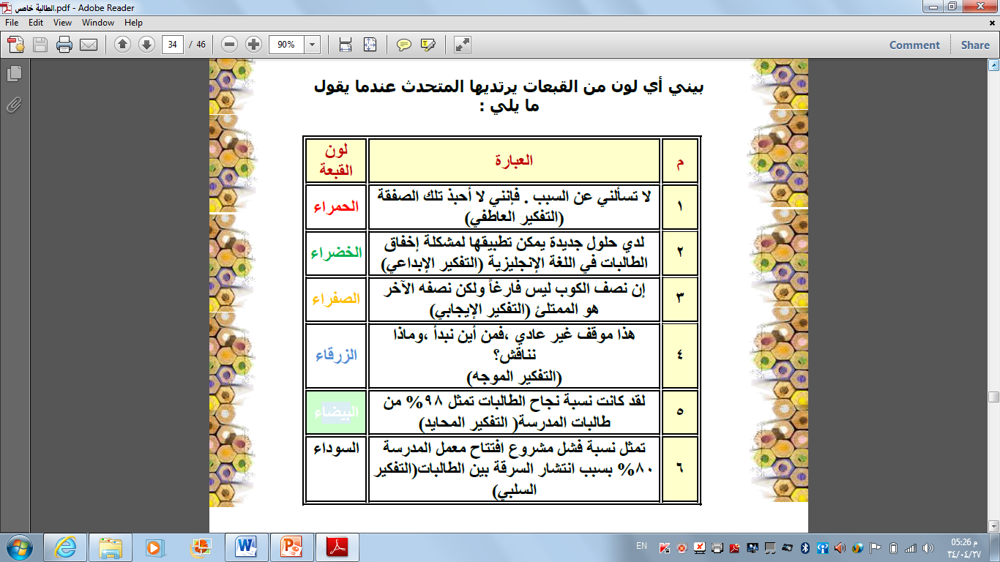 الطالبة خامس.pdf - Adobe Reader
File Edit View Window Help
34 / 46
90%
Comment Share
بيني أي لون من القبعات يرتديها المتحدث عندما يقول
ما يلي :
م
العبارة
لون
القبعة
١
لا تسألني عن السبب . فإنني لا أحبذ تلك الصفقة
(التفكير العاطفي)
الحمراء
٢
لدي حلول جديدة يمكن تطبيقها لمشكلة إخفاق
الطالبات في اللغة الإنجليزية (التفكير الإبداعي)
الخضراء
٣
إن نصف الكوب ليس فارغاً ولكن نصفه الآخر
هو الممتلئ (التفكير الإيجابي)
الصفراء
٤
هذا موقف غير عادي ،فمن أين نبدأ ،وماذا
نناقش؟
(التفكير الموجه)
الزرقاء
٥
لقد كانت نسبة نجاح الطالبات تمثل ٩٨% من
طالبات المدرسة( التفكير المحايد)
البيضاء
٦
تمثل نسبة فشل مشروع افتتاح معمل المدرسة
٨٠% بسبب انتشار السرقة بين الطالبات(التفكير
السلبي)
السوداء
EN
05:26 م
٣٤/٠٤/٢٧